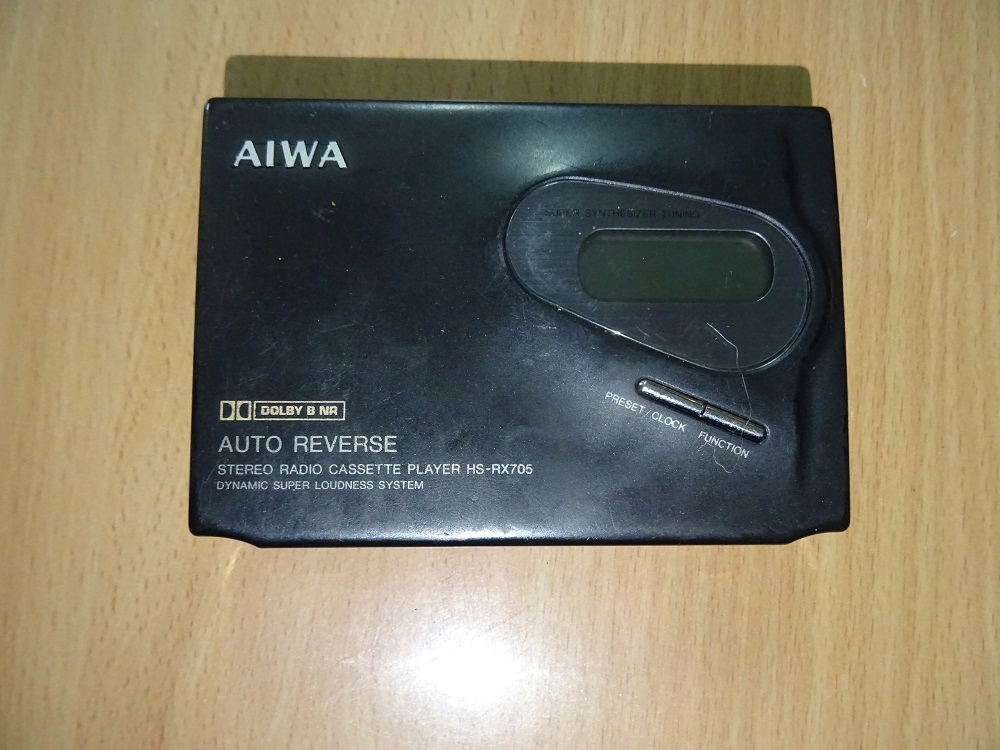 AIWA
SUPER SYNTHESIZER TUNING
PRESET / CLOCK
FUNCTION
DOLBY B NR
AUTO REVERSE
STEREO RADIO CASSETTE PLAYER HS-RX705
DYNAMIC SUPER LOUDNESS SYSTEM